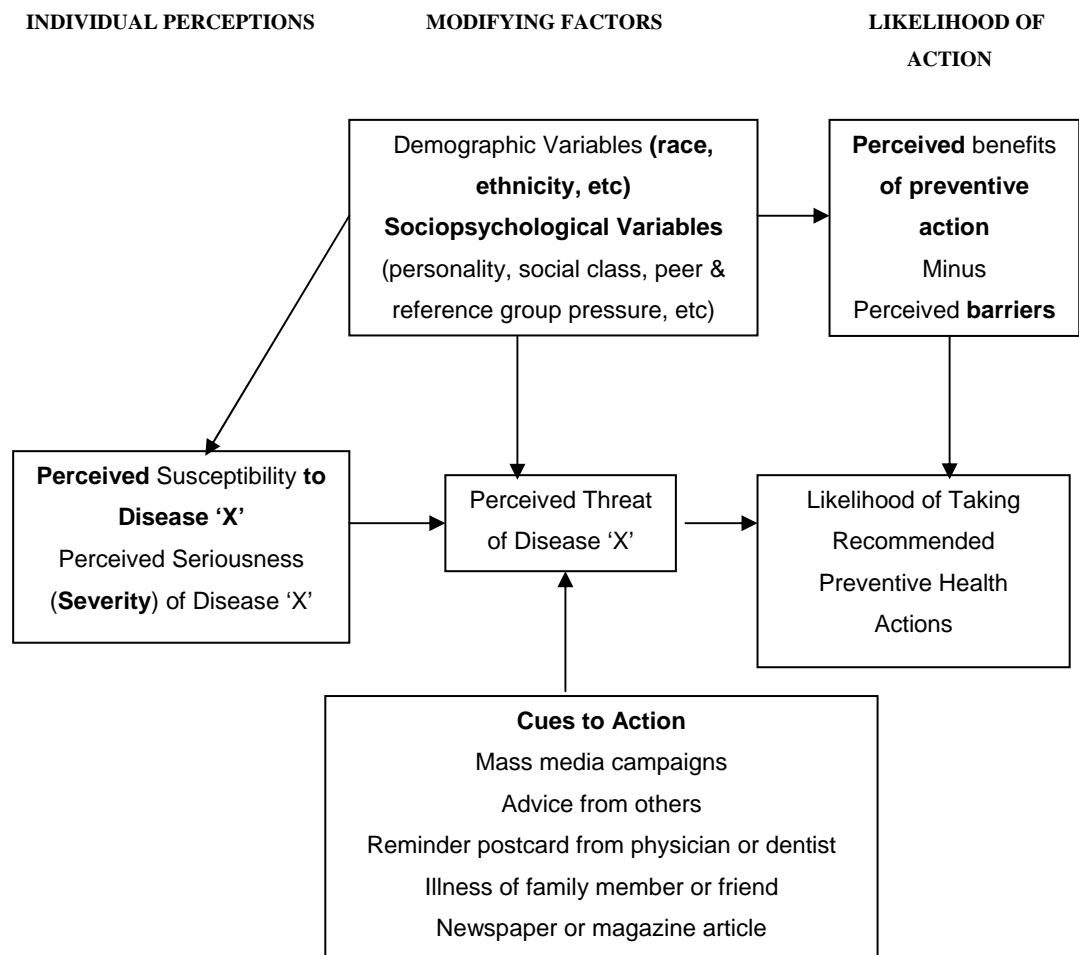 INDIVIDUAL PERCEPTIONS
MODIFYING FACTORS
LIKELIHOOD OF
ACTION
Demographic Variables (race,
ethnicity, etc)
Sociopsychological Variables
(personality, social class, peer &
reference group pressure, etc)
Perceived benefits
of preventive
action
Minus
Perceived barriers
Perceived Susceptibility to
Disease ‘X’
Perceived Seriousness
(Severity) of Disease ‘X’
Perceived Threat
of Disease ‘X’
Likelihood of Taking
Recommended
Preventive Health
Actions
Cues to Action
Mass media campaigns
Advice from others
Reminder postcard from physician or dentist
Illness of family member or friend
Newspaper or magazine article